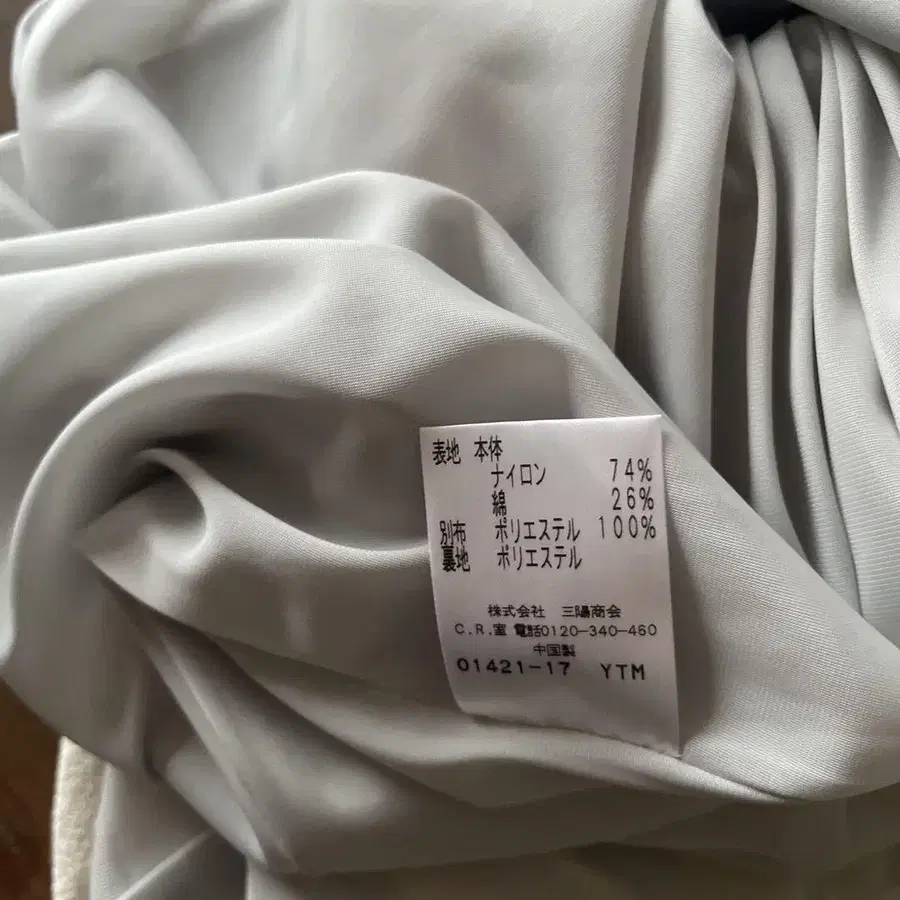 表地 本体
ナイロン 74%
綿 26%
別布 ポリエステル 100%
裏地 ポリエステル
株式会社 三陽商会
C.R.室 電話0120-340-460
中国製
01421-17 YTM